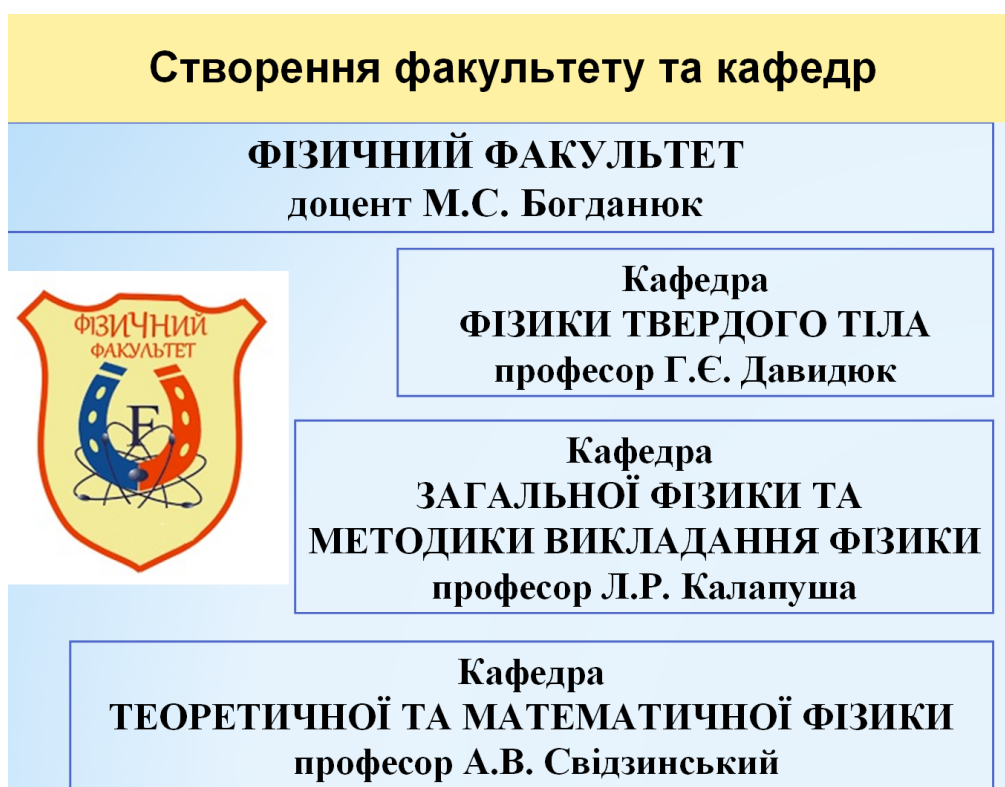 Створення факультету та кафедр
ФІЗИЧНИЙ ФАКУЛЬТЕТ
доцент М.С. Богданюк
Кафедра
ФІЗИКИ ТВЕРДОГО ТІЛА
професор Г.Є. Давидюк
ФІЗИЧНИЙ
ФАКУЛЬТЕТ
F
Кафедра
ЗАГАЛЬНОЇ ФІЗИКИ ТА
МЕТОДИКИ ВИКЛАДАННЯ ФІЗИКИ
професор Л.Р. Калапуша
Кафедра
ТЕОРЕТИЧНОЇ ТА МАТЕМАТИЧНОЇ ФІЗИКИ
професор А.В. Свідзинський